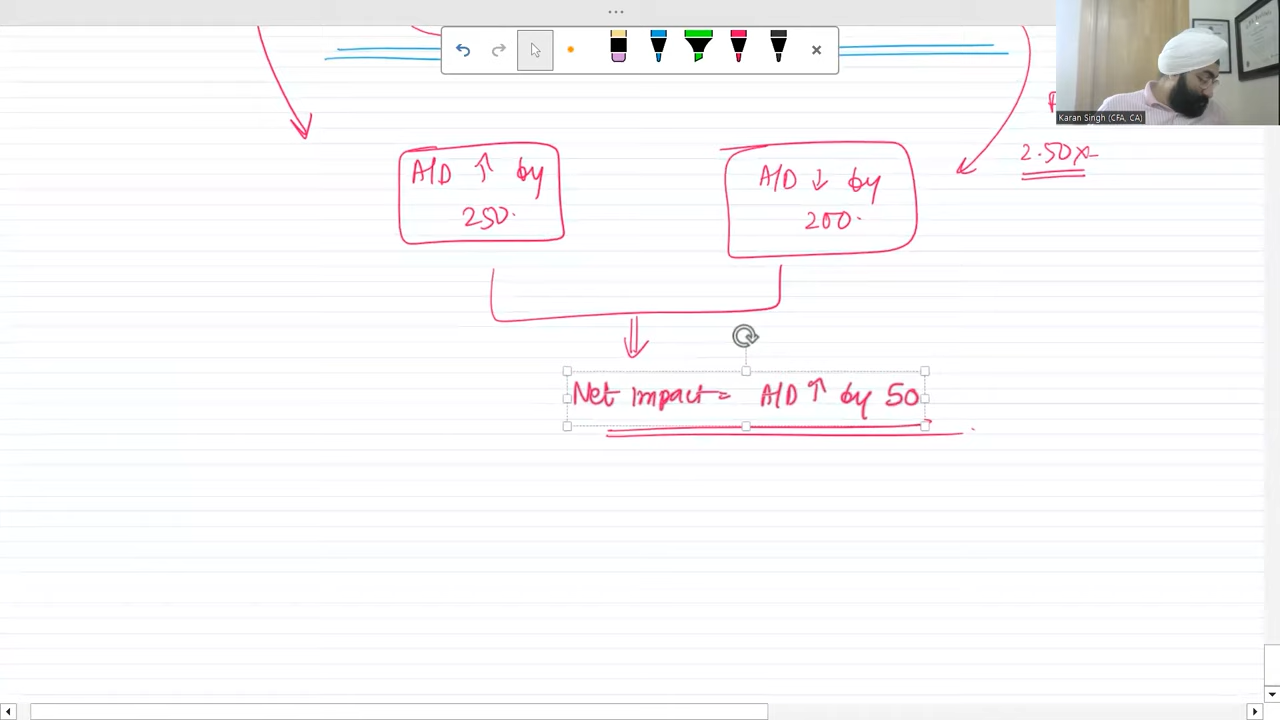 Karan Singh (CFA, CA)
2.50x
A/D ↑ by
250.
A/D ↓ by
200.
Net impact = A/D ↑ by 50